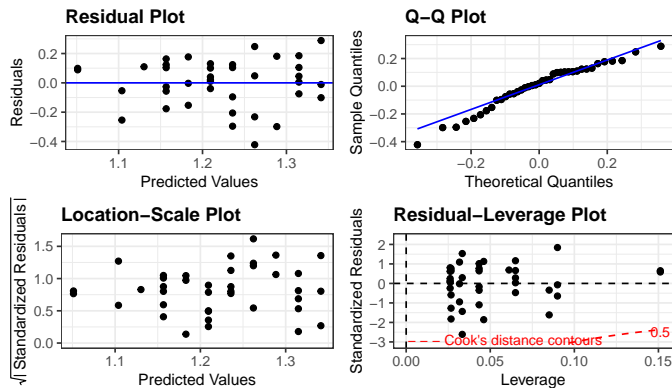 Residual Plot
Residuals
0.2
0.0
−0.2
−0.4
1.1 1.2 1.3
Predicted Values
Q−Q Plot
Sample Quantiles
0.2
0.0
−0.2
−0.4
−0.2 0.0 0.2
Theoretical Quantiles
Location−Scale Plot
√| Standardized Residuals |
1.5
1.0
0.5
0.0
1.1 1.2 1.3
Predicted Values
Residual−Leverage Plot
Standardized Residuals
2
1
0
−1
−2
−3
Cook's distance contours
0.5
0.00 0.05 0.10 0.15
Leverage